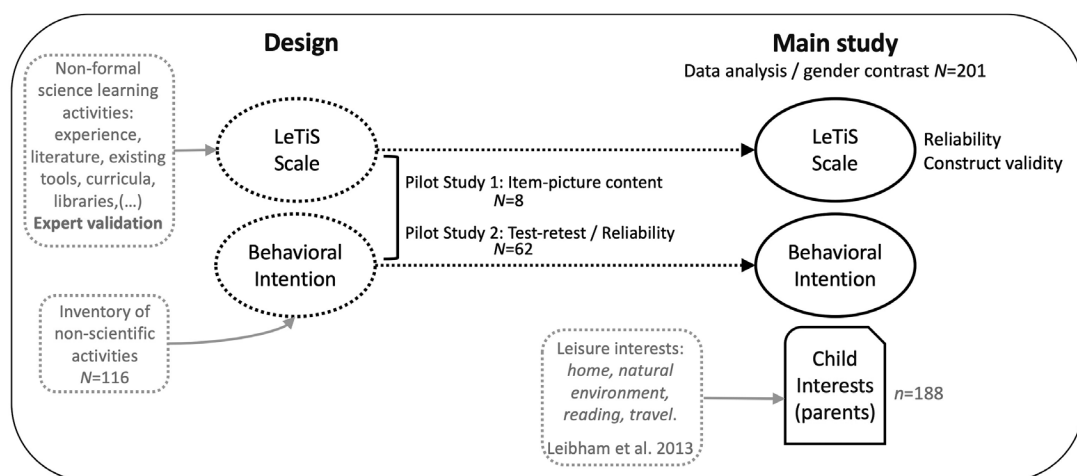 Design
Main study
Data analysis / gender contrast N=201
Non-formal
science learning
activities:
experience,
literature, existing
tools, curricula,
libraries,(...)
Expert validation
LeTiS
Scale
Pilot Study 1: Item-picture content
N=8
Pilot Study 2: Test-retest / Reliability
N=62
LeTiS
Scale
Reliability
Construct validity
Behavioral
Intention
Behavioral
Intention
Inventory of
non-scientific
activities
N=116
Leisure interests:
home, natural
environment,
reading, travel.
Leibham et al. 2013
Child
Interests
(parents)
n=188